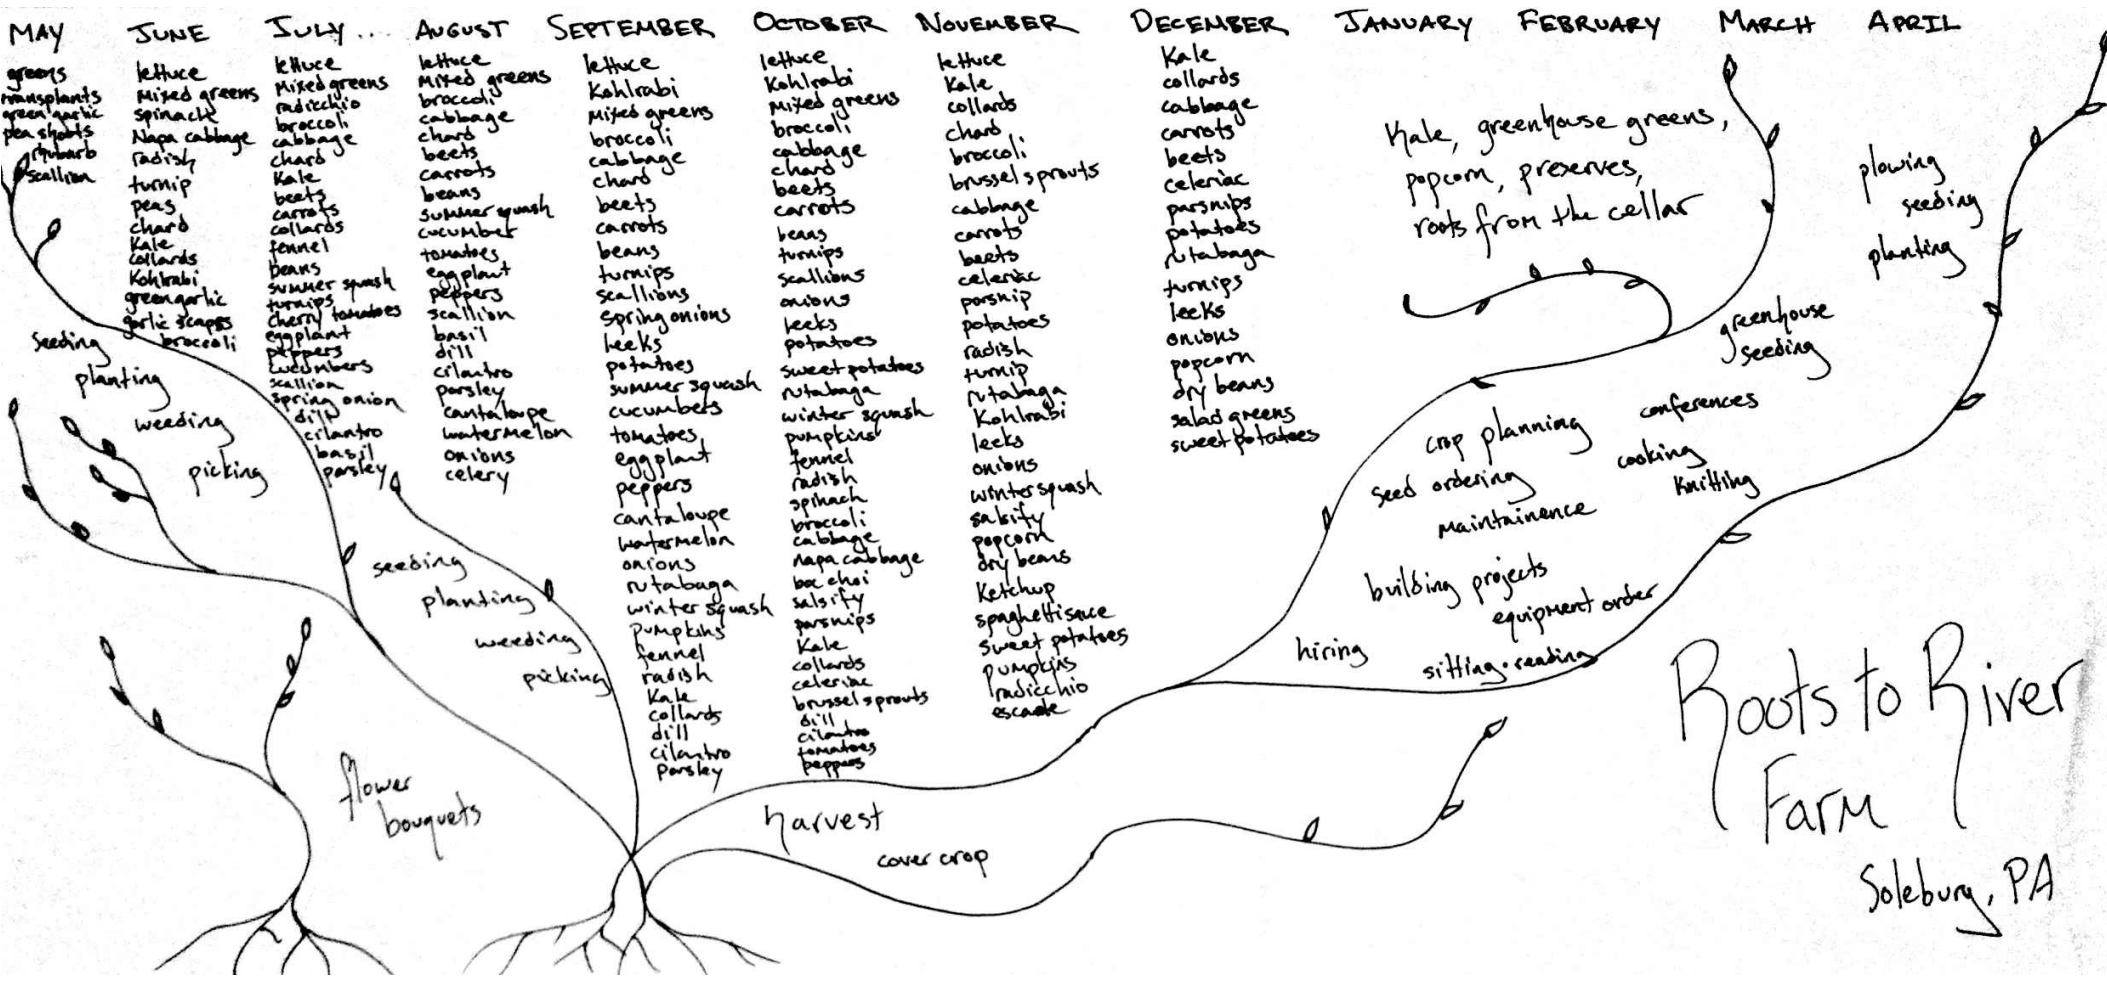 MAY
greens
transplants
green garlic
pea shoots
rhubarb
scallion
JUNE
lettuce
Mixed greens
spinach
Napa cabbage
radish
turnip
peas
chard
Kale
collards
Kohlrabi
green garlic
garlic scapes
broccoli
JULY...
lettuce
Mixed greens
radicchio
broccoli
cabbage
chard
Kale
beets
carrots
collards
fennel
beans
summer squash
turnips
cherry tomatoes
eggplant
peppers
cucumbers
scallion
spring onion
dill
cilantro
basil
parsley
AUGUST
lettuce
Mixed greens
broccoli
cabbage
chard
beets
carrots
beans
summer squash
cucumber
tomatoes
eggplant
peppers
scallion
basil
dill
cilantro
parsley
cantaloupe
watermelon
onions
celery
SEPTEMBER
lettuce
Kohlrabi
Mixed greens
broccoli
cabbage
chard
beets
carrots
beans
turnips
scallions
spring onions
leeks
potatoes
summer squash
cucumbers
tomatoes
eggplant
peppers
cantaloupe
watermelon
onions
rutabaga
winter squash
pumpkins
fennel
radish
Kale
collards
dill
cilantro
parsley
OCTOBER
lettuce
Kohlrabi
Mixed greens
broccoli
cabbage
chard
beets
carrots
beans
turnips
scallions
onions
leeks
potatoes
sweet potatoes
rutabaga
winter squash
pumpkins
fennel
radish
spinach
broccoli
cabbage
napa cabbage
boc choi
salsify
parsnips
Kale
collards
celeriac
brussel sprouts
dill
cilantro
tomatoes
peppers
NOVEMBER
lettuce
Kale
collards
chard
broccoli
brussel sprouts
cabbage
carrots
beets
celeriac
parsnip
potatoes
radish
turnip
rutabaga
Kohlrabi
leeks
onions
winter squash
salsify
popcorn
dry beans
Ketchup
spaghetti sauce
sweet potatoes
pumpkins
radicchio
DECEMBER
Kale
collards
cabbage
carrots
beets
celeriac
parsnips
potatoes
rutabaga
turnips
leeks
onions
popcorn
dry beans
salad greens
sweet potatoes
JANUARY
FEBRUARY
MARCH
APRIL
Kale, greenhouse greens,
popcorn, preserves,
roots from the cellar
plowing
seeding
planting
greenhouse
seeding
seeding
planting
weeding
picking
seeding
planting
weeding
picking
flower
bouquets
harvest
cover crop
conferences
crop planning
cooking
seed ordering
Knitting
maintainence
building projects
equipment order
hiring
sitting · reading
Roots to River
Farm
Soleburg, PA